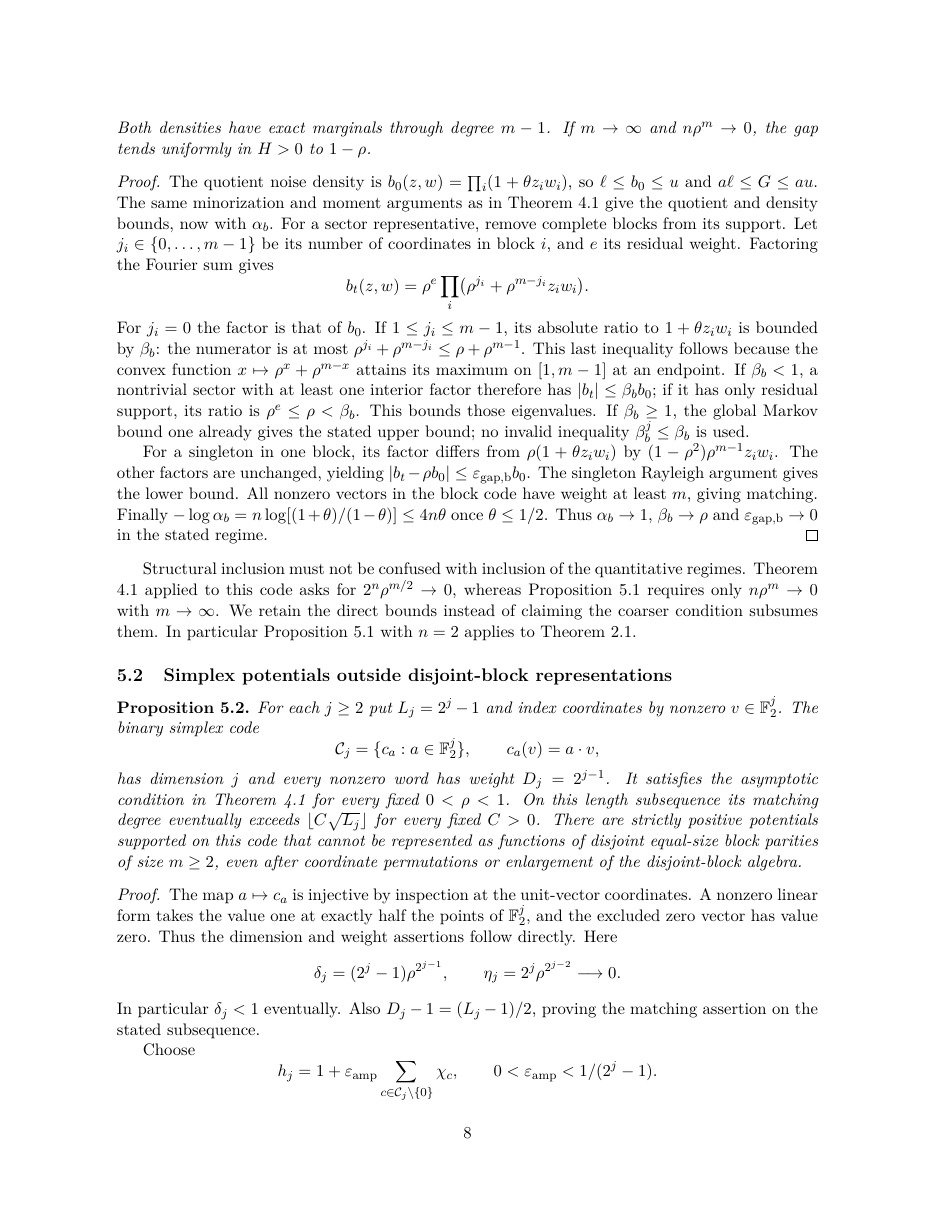 Both densities have exact marginals through degree m − 1. If m → ∞ and nρ^m → 0, the gap
tends uniformly in H > 0 to 1 − ρ.
Proof. The quotient noise density is b_0(z, w) = ∏_i(1 + θz_iw_i), so ℓ ≤ b_0 ≤ u and aℓ ≤ G ≤ au.
The same minorization and moment arguments as in Theorem 4.1 give the quotient and density
bounds, now with α_b. For a sector representative, remove complete blocks from its support. Let
j_i ∈ {0, . . . , m − 1} be its number of coordinates in block i, and e its residual weight. Factoring
the Fourier sum gives
b_t(z, w) = ρ^e ∏_i (ρ^{j_i} + ρ^{m−j_i}z_iw_i).
For j_i = 0 the factor is that of b_0. If 1 ≤ j_i ≤ m − 1, its absolute ratio to 1 + θz_iw_i is bounded
by β_b: the numerator is at most ρ^{j_i} + ρ^{m−j_i} ≤ ρ + ρ^{m−1}. This last inequality follows because the
convex function x ↦ ρ^x + ρ^{m−x} attains its maximum on [1, m − 1] at an endpoint. If β_b < 1, a
nontrivial sector with at least one interior factor therefore has |b_t| ≤ β_bb_0; if it has only residual
support, its ratio is ρ^e ≤ ρ < β_b. This bounds those eigenvalues. If β_b ≥ 1, the global Markov
bound one already gives the stated upper bound; no invalid inequality β_b^j ≤ β_b is used.
For a singleton in one block, its factor differs from ρ(1 + θz_iw_i) by (1 − ρ^2)ρ^{m−1}z_iw_i. The
other factors are unchanged, yielding |b_t − ρb_0| ≤ ε_{gap,b}b_0. The singleton Rayleigh argument gives
the lower bound. All nonzero vectors in the block code have weight at least m, giving matching.
Finally − log α_b = n log[(1+θ)/(1−θ)] ≤ 4nθ once θ ≤ 1/2. Thus α_b → 1, β_b → ρ and ε_{gap,b} → 0
in the stated regime. □
Structural inclusion must not be confused with inclusion of the quantitative regimes. Theorem
4.1 applied to this code asks for 2^nρ^{m/2} → 0, whereas Proposition 5.1 requires only nρ^m → 0
with m → ∞. We retain the direct bounds instead of claiming the coarser condition subsumes
them. In particular Proposition 5.1 with n = 2 applies to Theorem 2.1.
5.2 Simplex potentials outside disjoint-block representations
Proposition 5.2. For each j ≥ 2 put L_j = 2^j − 1 and index coordinates by nonzero v ∈ 𝔽_2^j. The
binary simplex code
𝒞_j = {c_a : a ∈ 𝔽_2^j}, c_a(v) = a · v,
has dimension j and every nonzero word has weight D_j = 2^{j−1}. It satisfies the asymptotic
condition in Theorem 4.1 for every fixed 0 < ρ < 1. On this length subsequence its matching
degree eventually exceeds ⌊C√L_j⌋ for every fixed C > 0. There are strictly positive potentials
supported on this code that cannot be represented as functions of disjoint equal-size block parities
of size m ≥ 2, even after coordinate permutations or enlargement of the disjoint-block algebra.
Proof. The map a ↦ c_a is injective by inspection at the unit-vector coordinates. A nonzero linear
form takes the value one at exactly half the points of 𝔽_2^j, and the excluded zero vector has value
zero. Thus the dimension and weight assertions follow directly. Here
δ_j = (2^j − 1)ρ^{2^{j−1}}, η_j = 2^jρ^{2^{j−2}} ⟶ 0.
In particular δ_j < 1 eventually. Also D_j − 1 = (L_j − 1)/2, proving the matching assertion on the
stated subsequence.
Choose
h_j = 1 + ε_{amp} ∑_{c∈𝒞_j\{0}} χ_c, 0 < ε_{amp} < 1/(2^j − 1).
8